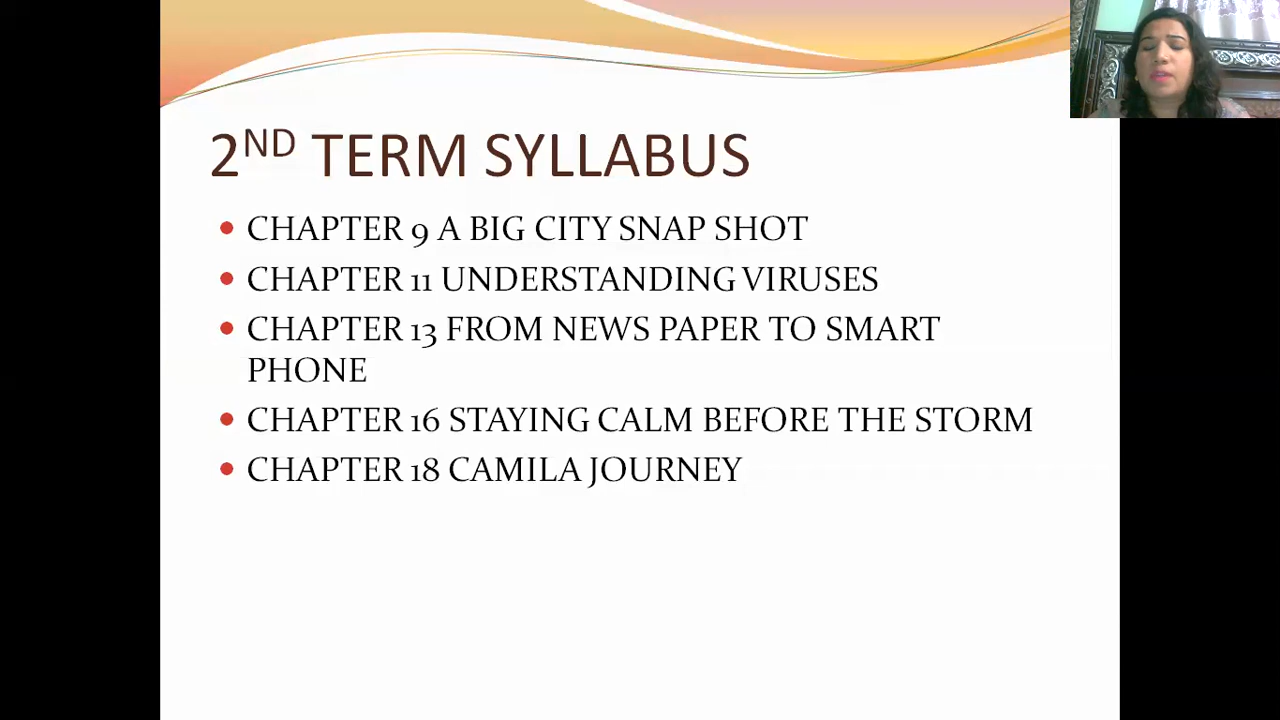 2ND TERM SYLLABUS
• CHAPTER 9 A BIG CITY SNAP SHOT
• CHAPTER 11 UNDERSTANDING VIRUSES
• CHAPTER 13 FROM NEWS PAPER TO SMART
PHONE
• CHAPTER 16 STAYING CALM BEFORE THE STORM
• CHAPTER 18 CAMILA JOURNEY